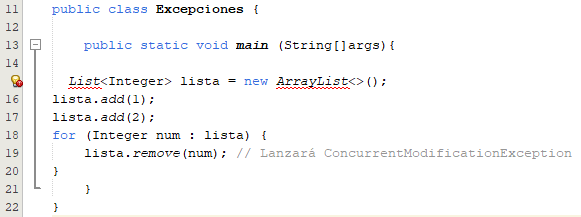 11 public class Excepciones {
12
13 public static void main (String[]args){
14
List<Integer> lista = new ArrayList<>();
16 lista.add(1);
17 lista.add(2);
18 for (Integer num : lista) {
19 lista.remove(num); // Lanzará ConcurrentModificationException
20 }
21 }
22 }